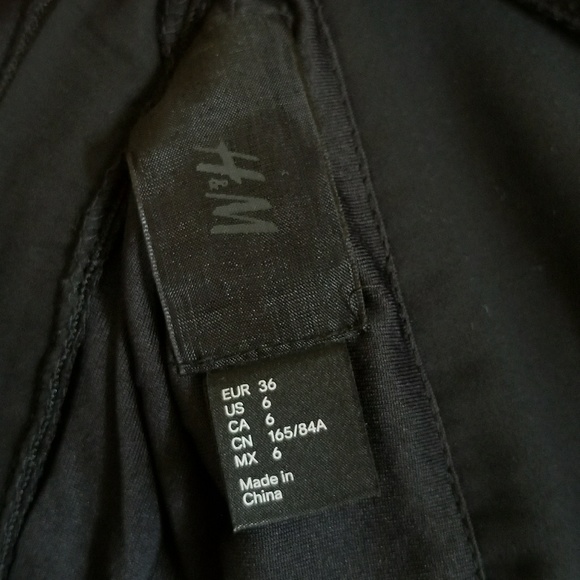 H&M
EUR 36
US 6
CA 6
CN 165/84A
MX 6
Made in
China